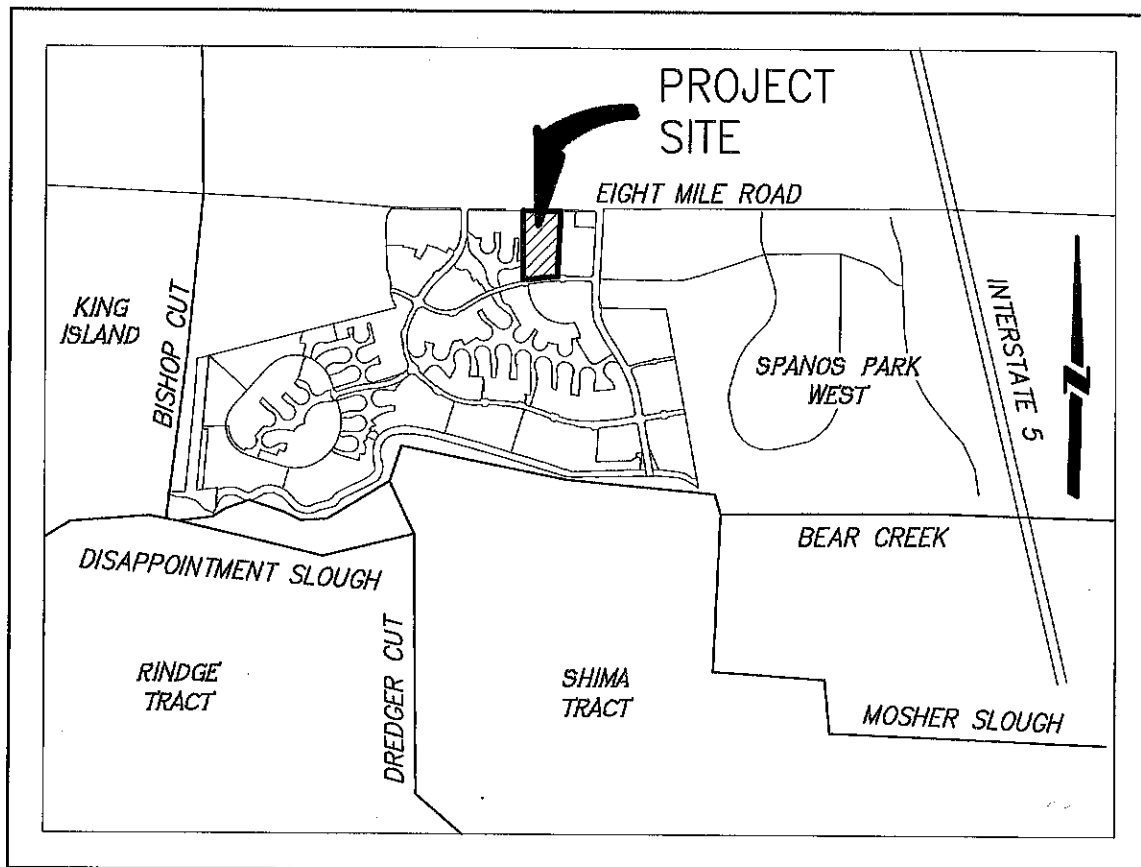 PROJECT
SITE
EIGHT MILE ROAD
KING
ISLAND
BISHOP CUT
INTERSTATE 5
SPANOS PARK
WEST
BEAR CREEK
DISAPPOINTMENT SLOUGH
RINDGE
TRACT
DREDGER CUT
SHIMA
TRACT
MOSHER SLOUGH